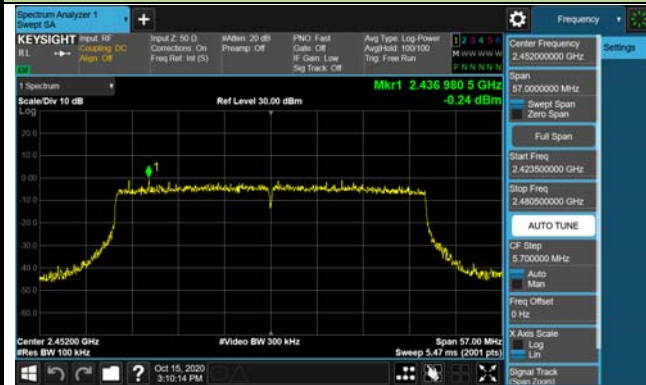 Spectrum Analyzer 1
Swept SA
+
Frequency
KEYSIGHT
RL
Input: RF
Coupling: DC
Align: Off
Input Z: 50 Ω
Corrections: On
Freq Ref: Int (S)
#Atten: 20 dB
Preamp: Off
PNO: Fast
Gate: Off
IF Gain: Low
Sig Track: Off
Avg Type: Log-Power
Avg|Hold: 100/100
Trig: Free Run
1 2 3 4 5 6
M W W W W W
P N N N N N
1 Spectrum
Scale/Div 10 dB
Ref Level 30.00 dBm
Mkr1 2.436 980 5 GHz
-0.24 dBm
Log
20.0
10.0
0.00
-10.0
-20.0
-30.0
-40.0
-50.0
-60.0
1
Center 2.45200 GHz
#Res BW 100 kHz
#Video BW 300 kHz
Span 57.00 MHz
Sweep 5.47 ms (2001 pts)
Oct 15, 2020
3:10:14 PM
Center Frequency
2.452000000 GHz
Settings
Span
57.0000000 MHz
Swept Span
Zero Span
Full Span
Start Freq
2.423500000 GHz
Stop Freq
2.480500000 GHz
AUTO TUNE
CF Step
5.700000 MHz
Auto
Man
Freq Offset
0 Hz
X Axis Scale
Log
Lin
Signal Track
(Span Zoom)